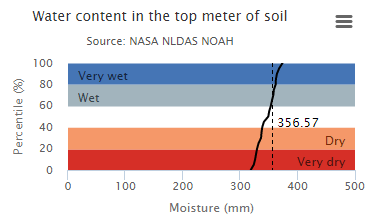 Water content in the top meter of soil
Source: NASA NLDAS NOAH
Percentile (%)
100
80
60
40
20
0
Very wet
Wet
356.57
Dry
Very dry
0 100 200 300 400 500
Moisture (mm)